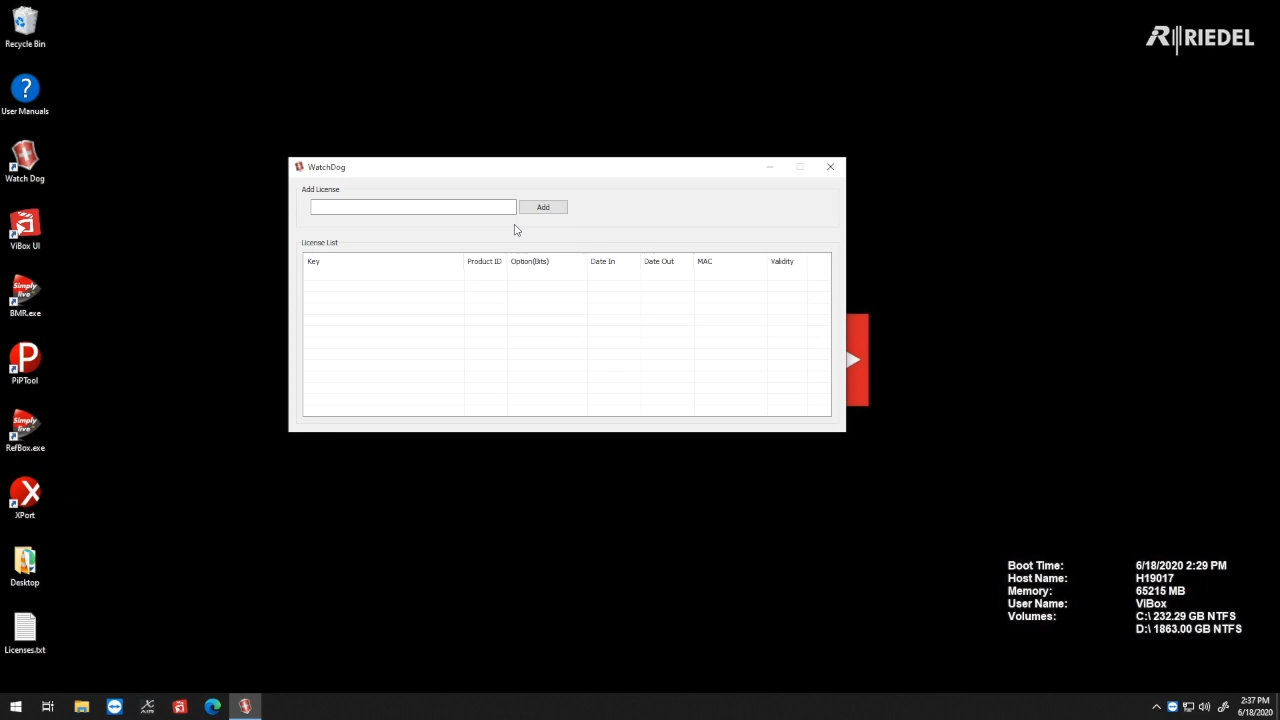 Recycle Bin
User Manuals
Watch Dog
ViBox UI
Simply live
BMR.exe
P
PiPTool
Simply live
RefBox.exe
X
XPort
Desktop
Licenses.txt
RIEDEL
WatchDog
Add License
Add
License List
Key Product ID Option(Bits) Date In Date Out MAC Validity
Boot Time: 6/18/2020 2:29 PM
Host Name: H19017
Memory: 65215 MB
User Name: ViBox
Volumes: C:\ 232.29 GB NTFS
D:\ 1863.00 GB NTFS
2:37 PM
6/18/2020